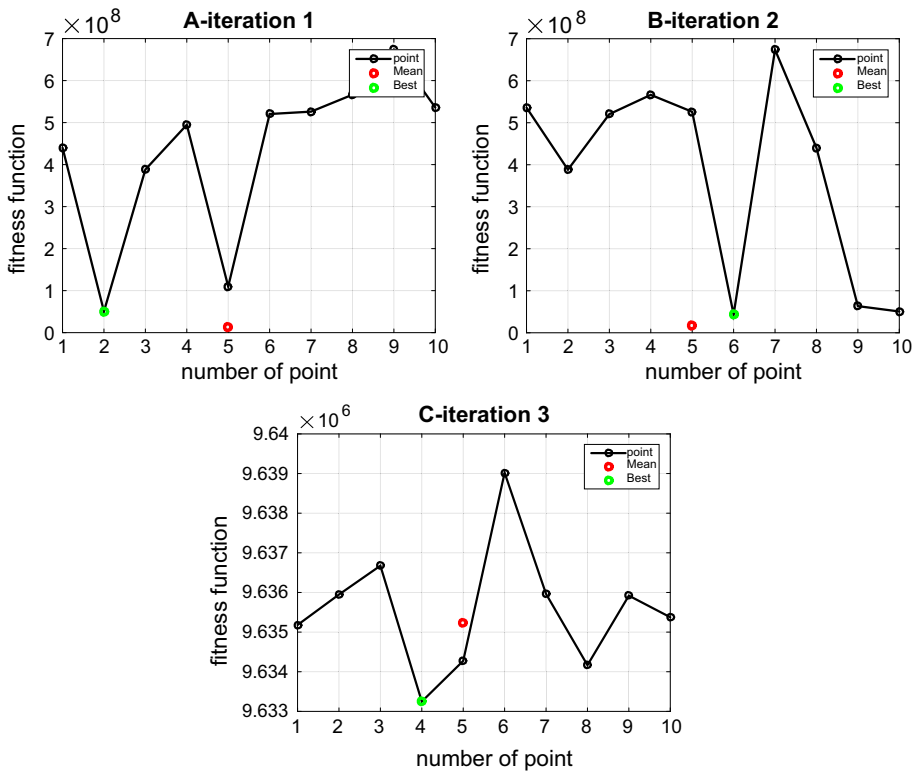 A-iteration 1
×10^8
7
6
5
4
3
2
1
0
fitness function
point
Mean
Best
1 2 3 4 5 6 7 8 9 10
number of point
B-iteration 2
×10^8
7
6
5
4
3
2
1
0
fitness function
point
Mean
Best
1 2 3 4 5 6 7 8 9 10
number of point
C-iteration 3
×10^6
9.64
9.639
9.638
9.637
9.636
9.635
9.634
9.633
fitness function
point
Mean
Best
1 2 3 4 5 6 7 8 9 10
number of point